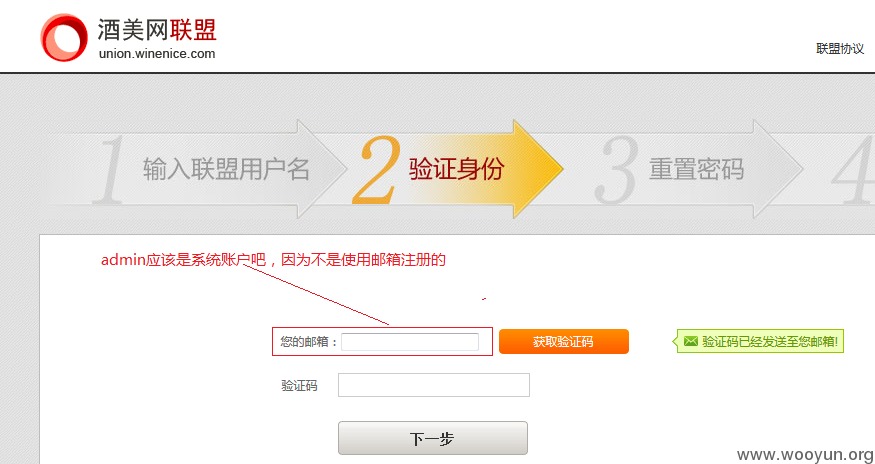 酒美网联盟
union.winenice.com
联盟协议
1 输入联盟用户名 2 验证身份 3 重置密码 4
admin应该是系统账户吧，因为不是使用邮箱注册的
您的邮箱： 获取验证码 验证码已经发送至您邮箱!
验证码
下一步
www.wooyun.org